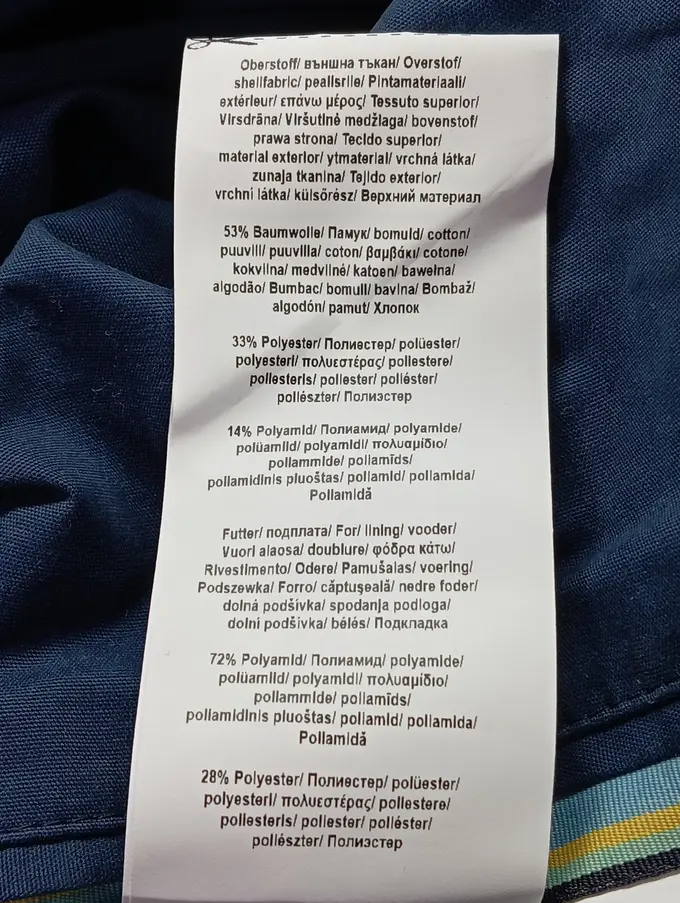 Oberstoff/ външна тъкан/ Overstof/
shellfabric/ pealisriie/ Pintamateriaali/
extérieur/ επάνω μέρος/ Tessuto superior/
Virsdrāna/ Viršutinė medžiaga/ bovenstof/
prawa strona/ Tecido superior/
material exterior/ ytmaterial/ vrchná látka/
zunaja tkanina/ Tejido exterior/
vrchní látka/ külsőrész/ Верхний материал
53% Baumwolle/ Памук/ bomuld/ cotton/
puuvill/ puuvilla/ coton/ βαμβάκι/ cotone/
kokvilna/ medvilnė/ katoen/ bawełna/
algodão/ Bumbac/ bomull/ bavlna/ Bombaž/
algodón/ pamut/ Хлопок
33% Polyester/ Полиестер/ polüester/
polyesteri/ πολυεστέρας/ poliestere/
poliesteris/ poliester/ poliéster/
poliészter/ Полиэстер
14% Polyamid/ Полиамид/ polyamide/
polüamiid/ polyamidi/ πολυαμίδιο/
poliammide/ poliamīds/
poliamidinis pluoštas/ poliamid/ poliamida/
Poliamidă
Futter/ подплата/ For/ lining/ vooder/
Vuori alaosa/ doublure/ φόδρα κάτω/
Rivestimento/ Odere/ Pamušalas/ voering/
Podszewka/ Forro/ căptuşeală/ nedre foder/
dolná podšívka/ spodanja podloga/
dolní podšívka/ bélés/ Подкладка
72% Polyamid/ Полиамид/ polyamide/
polüamiid/ polyamidi/ πολυαμίδιο/
poliammide/ poliamīds/
poliamidinis pluoštas/ poliamid/ poliamida/
Poliamidă
28% Polyester/ Полиестер/ polüester/
polyesteri/ πολυεστέρας/ poliestere/
poliesteris/ poliester/ poliéster/
poliészter/ Полиэстер